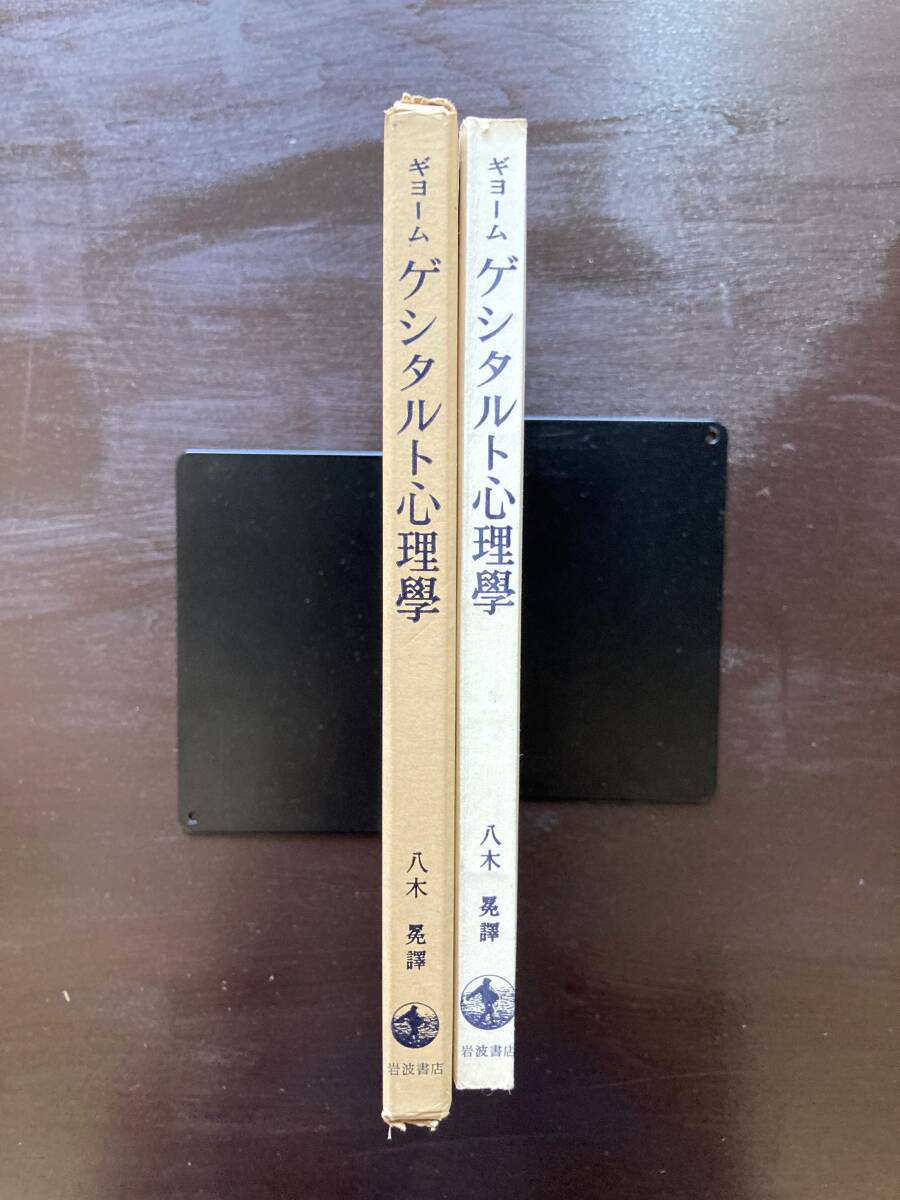 ギヨーム ゲシタルト心理學
八木 冕譯
岩波書店
ギヨーム ゲシタルト心理學
八木 冕譯
岩波書店